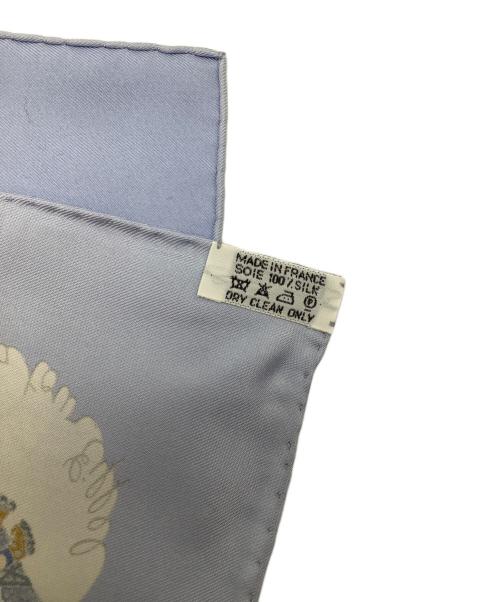 MADE IN FRANCE
SOIE 100% SILK
DRY CLEAN ONLY